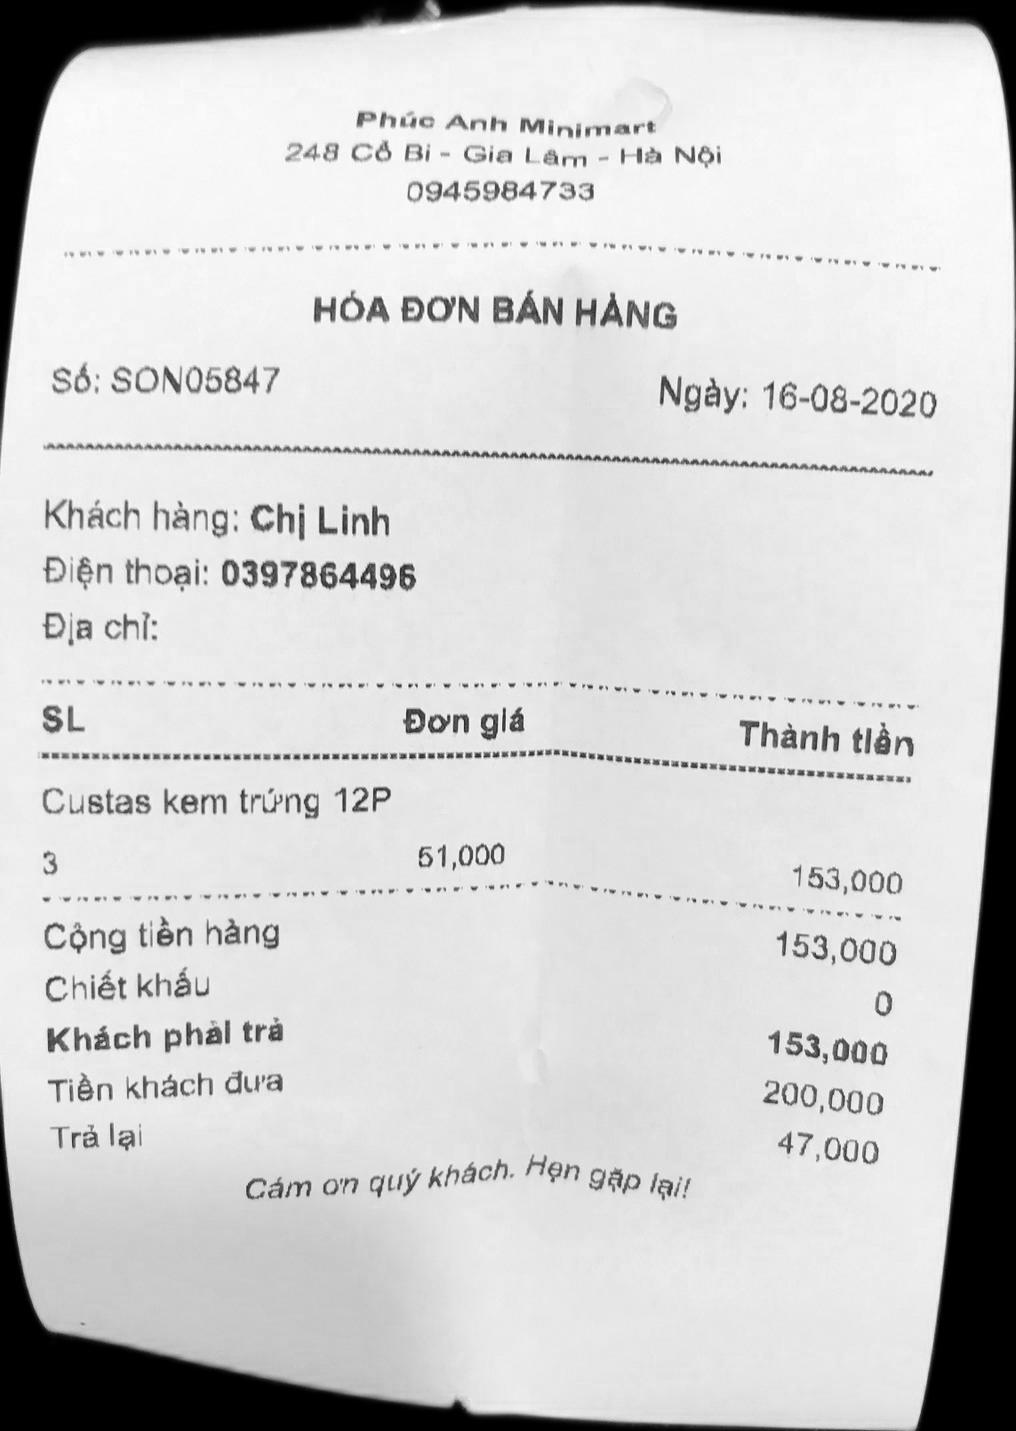 Phúc Anh Minimart
248 Cổ Bi - Gia Lâm - Hà Nội
0945984733
HÓA ĐƠN BÁN HÀNG
Số: SON05847 Ngày: 16-08-2020
Khách hàng: Chị Linh
Điện thoại: 0397864496
Địa chỉ:
SL Đơn giá Thành tiền
Custas kem trứng 12P
3 51,000 153,000
Cộng tiền hàng 153,000
Chiết khấu 0
Khách phải trả 153,000
Tiền khách đưa 200,000
Trả lại 47,000
Cám ơn quý khách. Hẹn gặp lại!